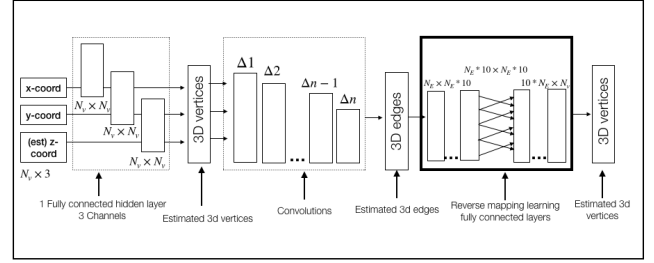 x-coord
y-coord
(est) z-
coord
N_v × 3
N_v × N_v
N_v × N_v
N_v × N_v
1 Fully connected hidden layer
3 Channels
3D vertices
Estimated 3d vertices
Δ1
Δ2
Δn − 1
Δn
Convolutions
3D edges
Estimated 3d edges
N_E * 10 × N_E * 10
N_E × N_E * 10
10 * N_E × N_v
Reverse mapping learning
fully connected layers
3D vertices
Estimated 3d
vertices